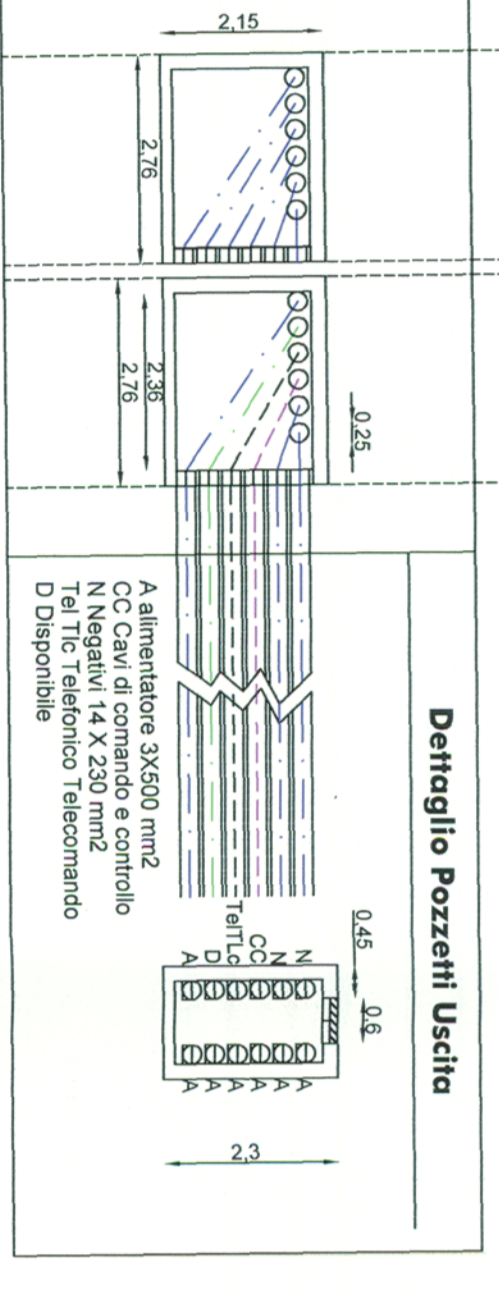 Dettaglio Pozzetti Uscita
2,15
2,76
2,36
2,76
0,25
A alimentatore 3X500 mm2
CC Cavi di comando e controllo
N Negativi 14 X 230 mm2
Tel Tlc Telefonico Telecomando
D Disponibile
0,45
0,6
N
N
CC
TelTLc
D
A
A
A
A
A
A
A
2,3